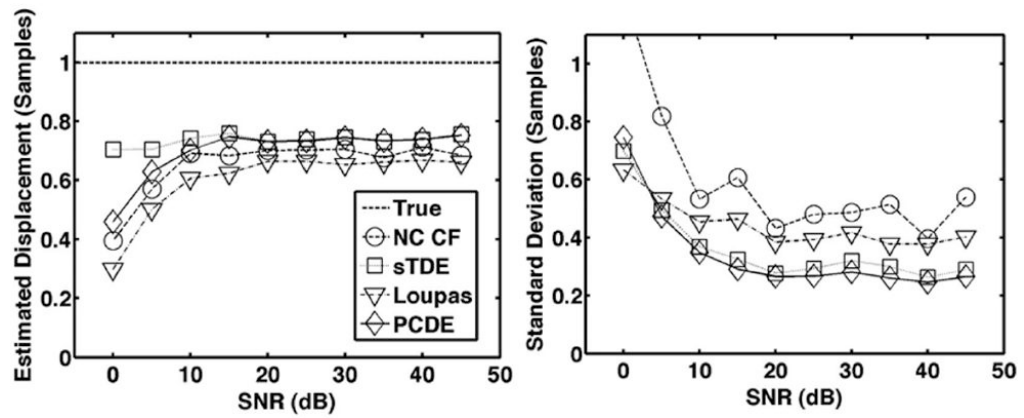 Estimated Displacement (Samples)
1
0.8
0.6
0.4
0.2
0
0 10 20 30 40 50
SNR (dB)
True
NC CF
sTDE
Loupas
PCDE
Standard Deviation (Samples)
1
0.8
0.6
0.4
0.2
0
0 10 20 30 40 50
SNR (dB)